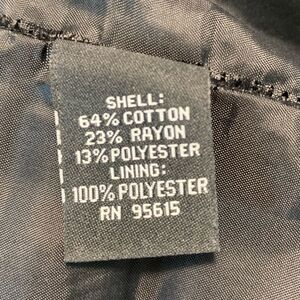 SHELL:
64% COTTON
23% RAYON
13% POLYESTER
LINING:
100% POLYESTER
RN 95615